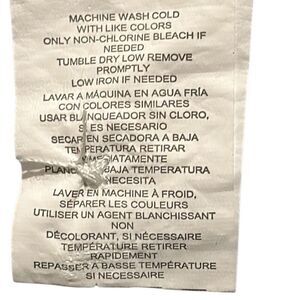 MACHINE WASH COLD
WITH LIKE COLORS
ONLY NON-CHLORINE BLEACH IF
NEEDED
TUMBLE DRY LOW REMOVE
PROMPTLY
LOW IRON IF NEEDED
LAVAR A MÁQUINA EN AGUA FRÍA
CON COLORES SIMILARES
USAR BLANQUEADOR SIN CLORO,
NECESARIO
SECAR EN SECADORA A BAJA
TEMPERATURA RETIRAR
BAJA TEMPERATURA
NECESITA
LAVER EN MACHINE À FROID,
SÉPARER LES COULEURS
UTILISER UN AGENT BLANCHISSANT
NON
DÉCOLORANT, SI NÉCESSAIRE
TEMPÉRATURE RETIRER
RAPIDEMENT
REPASSER A BASSE TEMPÉRATURE
SI NECESSAIRE